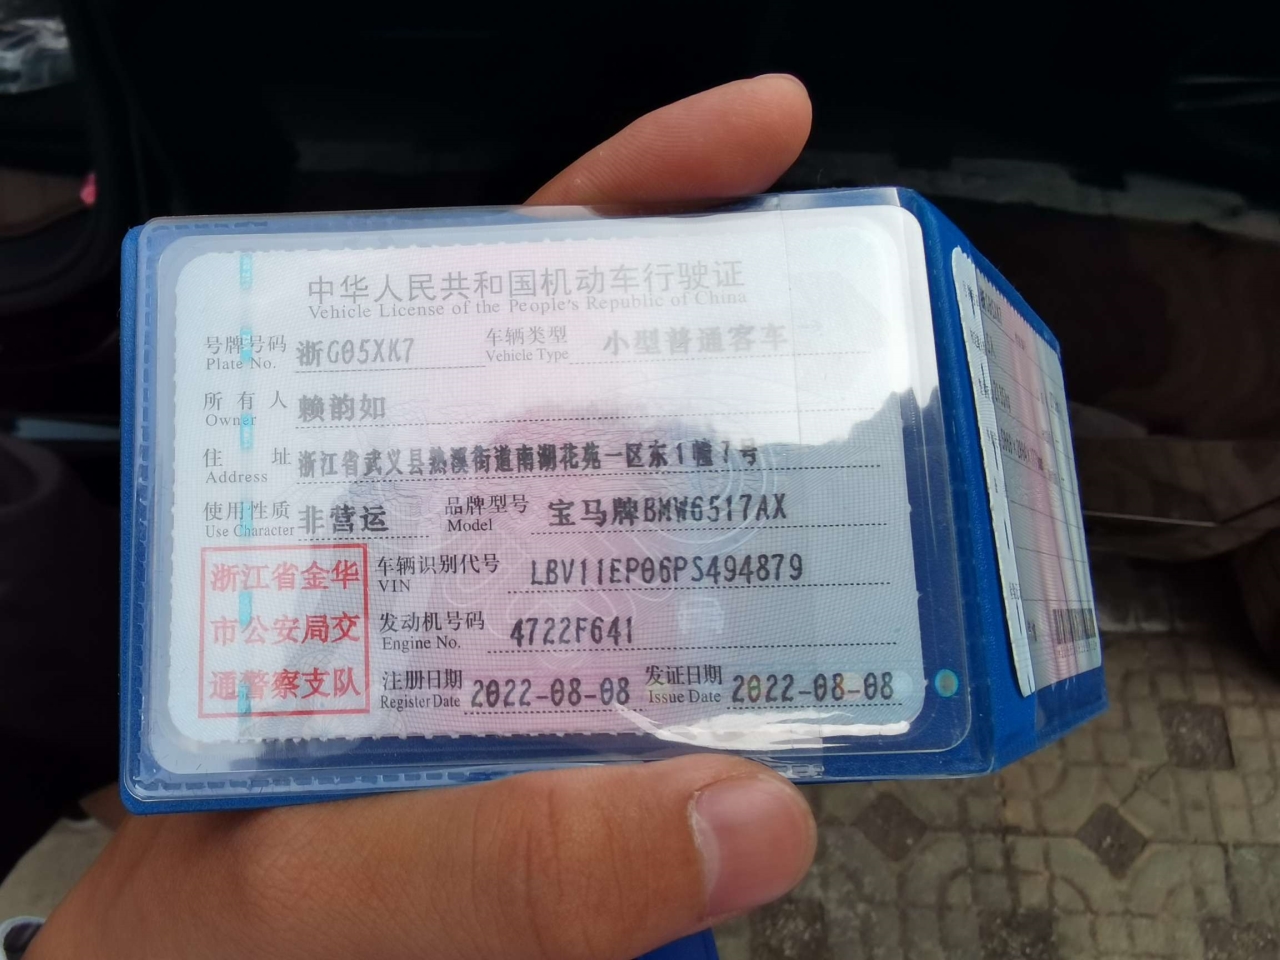 中华人民共和国机动车行驶证
Vehicle License of the People's Republic of China
号牌号码 浙G05XK7 车辆类型 小型普通客车
Plate No. Vehicle Type
所有人 赖韵如
Owner
住址 浙江省武义县熟溪街道南湖花苑一区东1幢7号
Address
使用性质 非营运 品牌型号 宝马牌BMW6517AX
Use Character Model
浙江省金华
市公安局交
通警察支队
车辆识别代号 LBV11EP06PS494879
VIN
发动机号码 4722F641
Engine No.
注册日期 2022-08-08 发证日期 2022-08-08
Register Date Issue Date